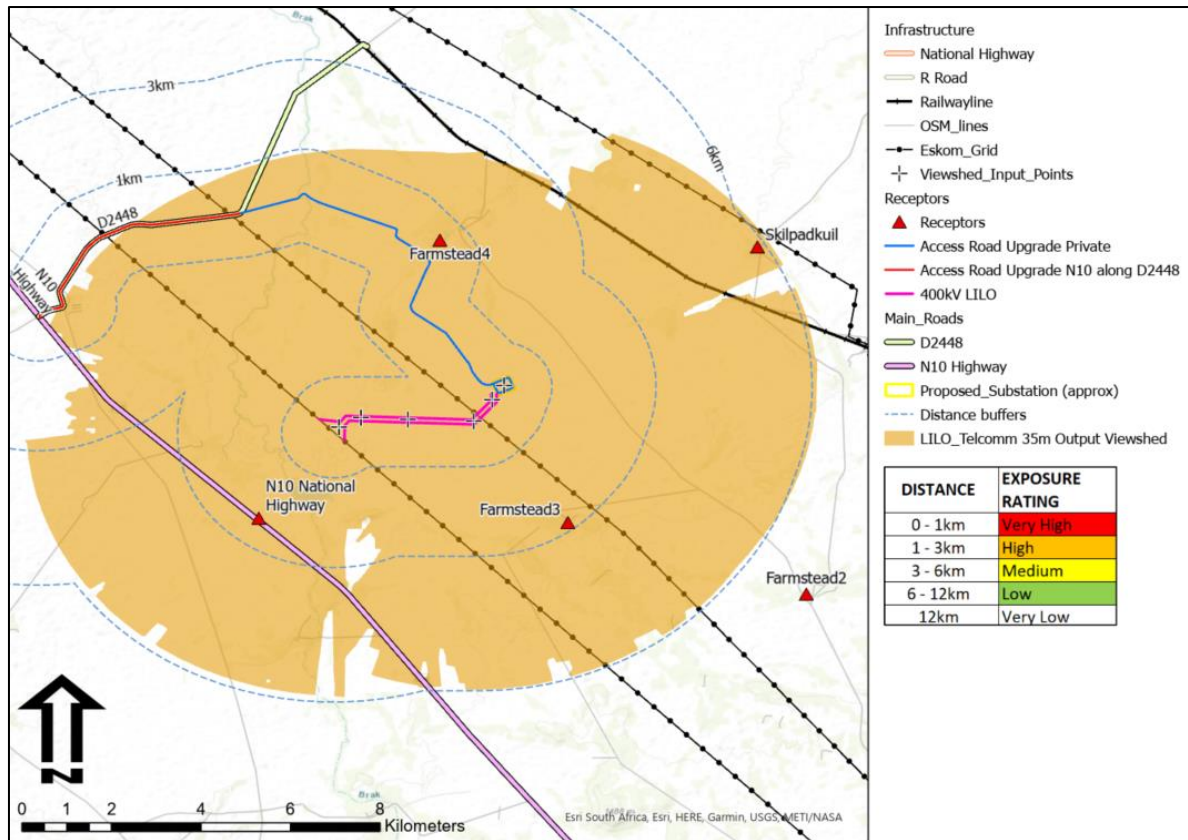 Brak
3km
1km
6km
D2448
N10
Highway
Farmstead4
Skilpadkuil
N10 National
Highway
Farmstead3
Farmstead2
Brak
N
0 1 2 4 6 8
Kilometers
Esri South Africa, Esri, HERE, Garmin, USGS, METI/NASA
Infrastructure
National Highway
R Road
Railwayline
OSM_lines
Eskom_Grid
Viewshed_Input_Points
Receptors
Receptors
Access Road Upgrade Private
Access Road Upgrade N10 along D2448
400kV LILO
Main_Roads
D2448
N10 Highway
Proposed_Substation (approx)
Distance buffers
LILO_Telcomm 35m Output Viewshed
DISTANCE EXPOSURE
RATING
0 - 1km Very High
1 - 3km High
3 - 6km Medium
6 - 12km Low
12km Very Low